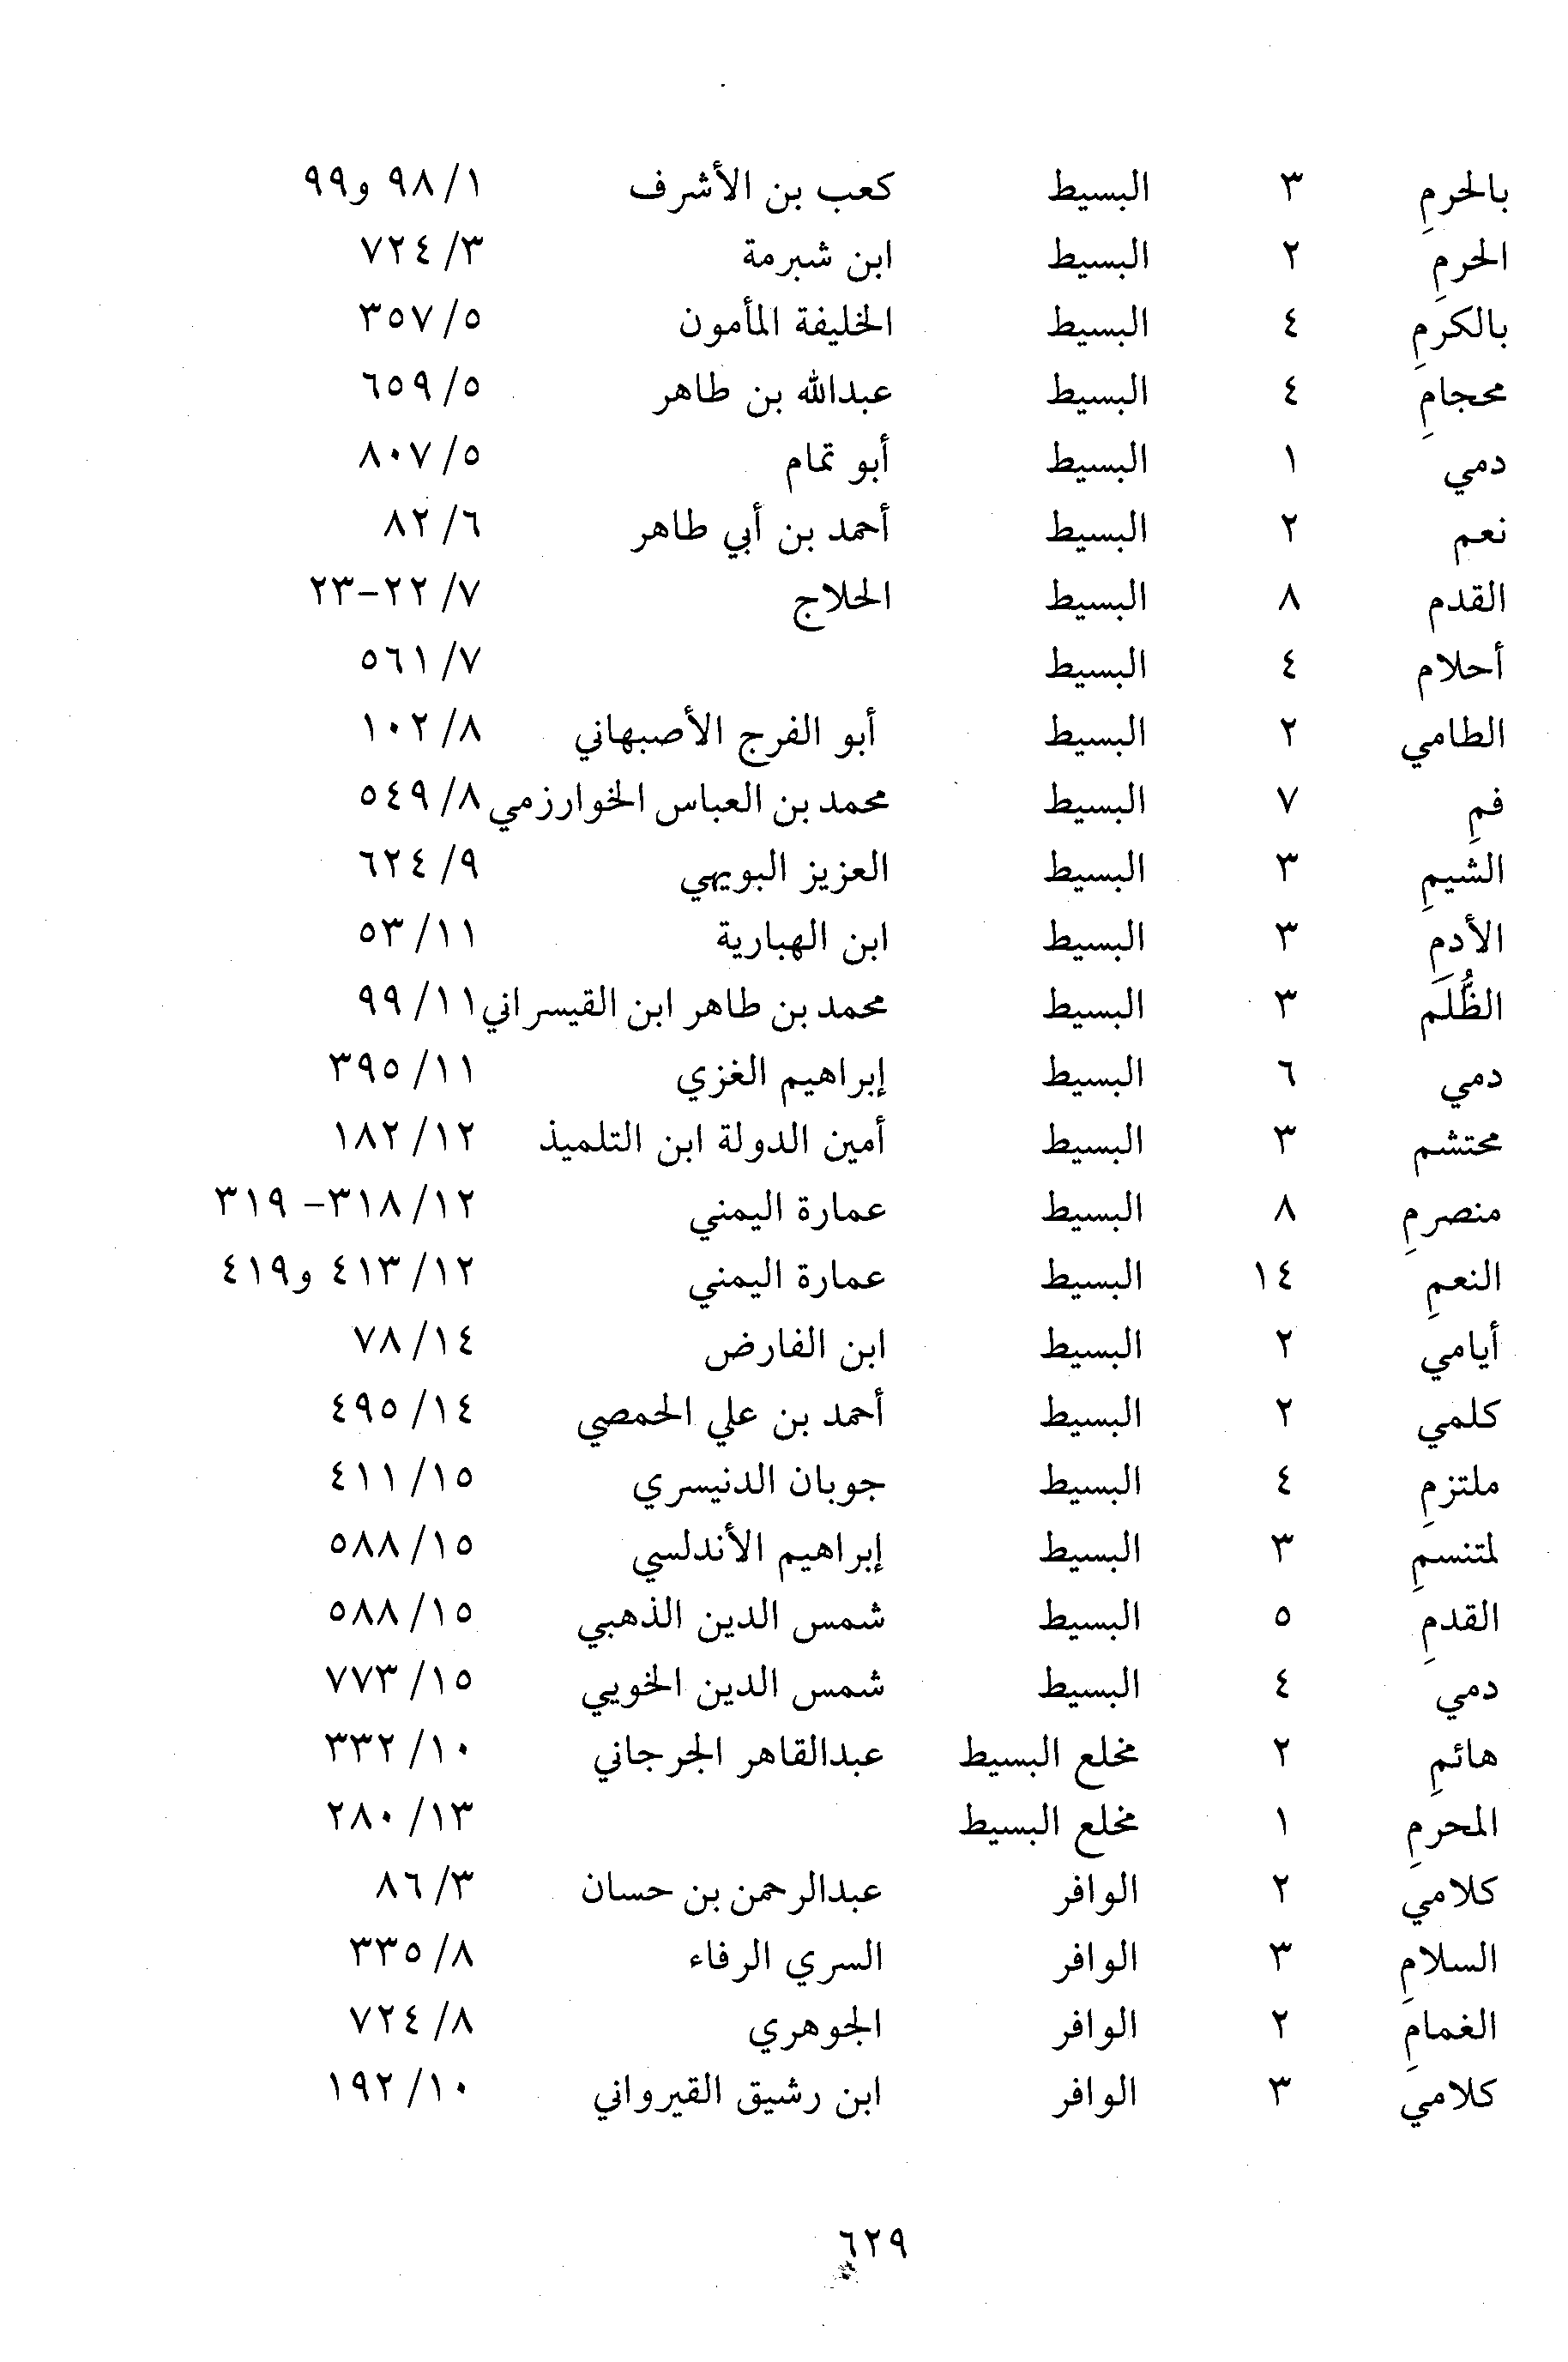 بالحرمِ ٣ البسيط كعب بن الأشرف ١/ ٩٨ و٩٩
الحرمِ ٢ البسيط ابن شبرمة ٣/ ٧٢٤
بالكرمِ ٤ البسيط الخليفة المأمون ٥/ ٣٥٧
محجامِ ٤ البسيط عبدالله بن طاهر ٥/ ٦٥٩
دمي ١ البسيط أبو تمام ٥/ ٨٠٧
نعم ٢ البسيط أحمد بن أبي طاهر ٦/ ٨٢
القدم ٨ البسيط الحلاج ٧/ ٢٢-٢٣
أحلام ٤ البسيط ٧/ ٥٦١
الطامي ٢ البسيط أبو الفرج الأصبهاني ٨/ ١٠٢
فمِ ٧ البسيط محمد بن العباس الخوارزمي ٨/ ٥٤٩
الشيمِ ٣ البسيط العزيز البويهي ٩/ ٦٢٤
الأدمِ ٣ البسيط ابن الهبارية ١١/ ٥٣
الظُّلَم ٣ البسيط محمد بن طاهر ابن القيسراني ١١/ ٩٩
دمي ٦ البسيط إبراهيم الغزي ١١/ ٣٩٥
محتشم ٣ البسيط أمين الدولة ابن التلميذ ١٢/ ١٨٢
منصرمِ ٨ البسيط عمارة اليمني ١٢/ ٣١٨- ٣١٩
النعمِ ١٤ البسيط عمارة اليمني ١٢/ ٤١٣ و٤١٩
أيامي ٢ البسيط ابن الفارض ١٤/ ٧٨
كلمي ٢ البسيط أحمد بن علي الحمصي ١٤/ ٤٩٥
ملتزمِ ٤ البسيط جوبان الدنيسري ١٥/ ٤١١
لمتنسمِ ٣ البسيط إبراهيم الأندلسي ١٥/ ٥٨٨
القدمِ ٥ البسيط شمس الدين الذهبي ١٥/ ٥٨٨
دمي ٤ البسيط شمس الدين الخويي ١٥/ ٧٧٣
هائمِ ٢ مخلع البسيط عبدالقاهر الجرجاني ١٠/ ٣٣٢
المحرمِ ١ مخلع البسيط ١٣/ ٢٨٠
كلامي ٢ الوافر عبدالرحمن بن حسان ٣/ ٨٦
السلامِ ٣ الوافر السري الرفاء ٨/ ٣٣٥
الغمامِ ٢ الوافر الجوهري ٨/ ٧٢٤
كلامي ٣ الوافر ابن رشيق القيرواني ١٠/ ١٩٢
٦٢٩